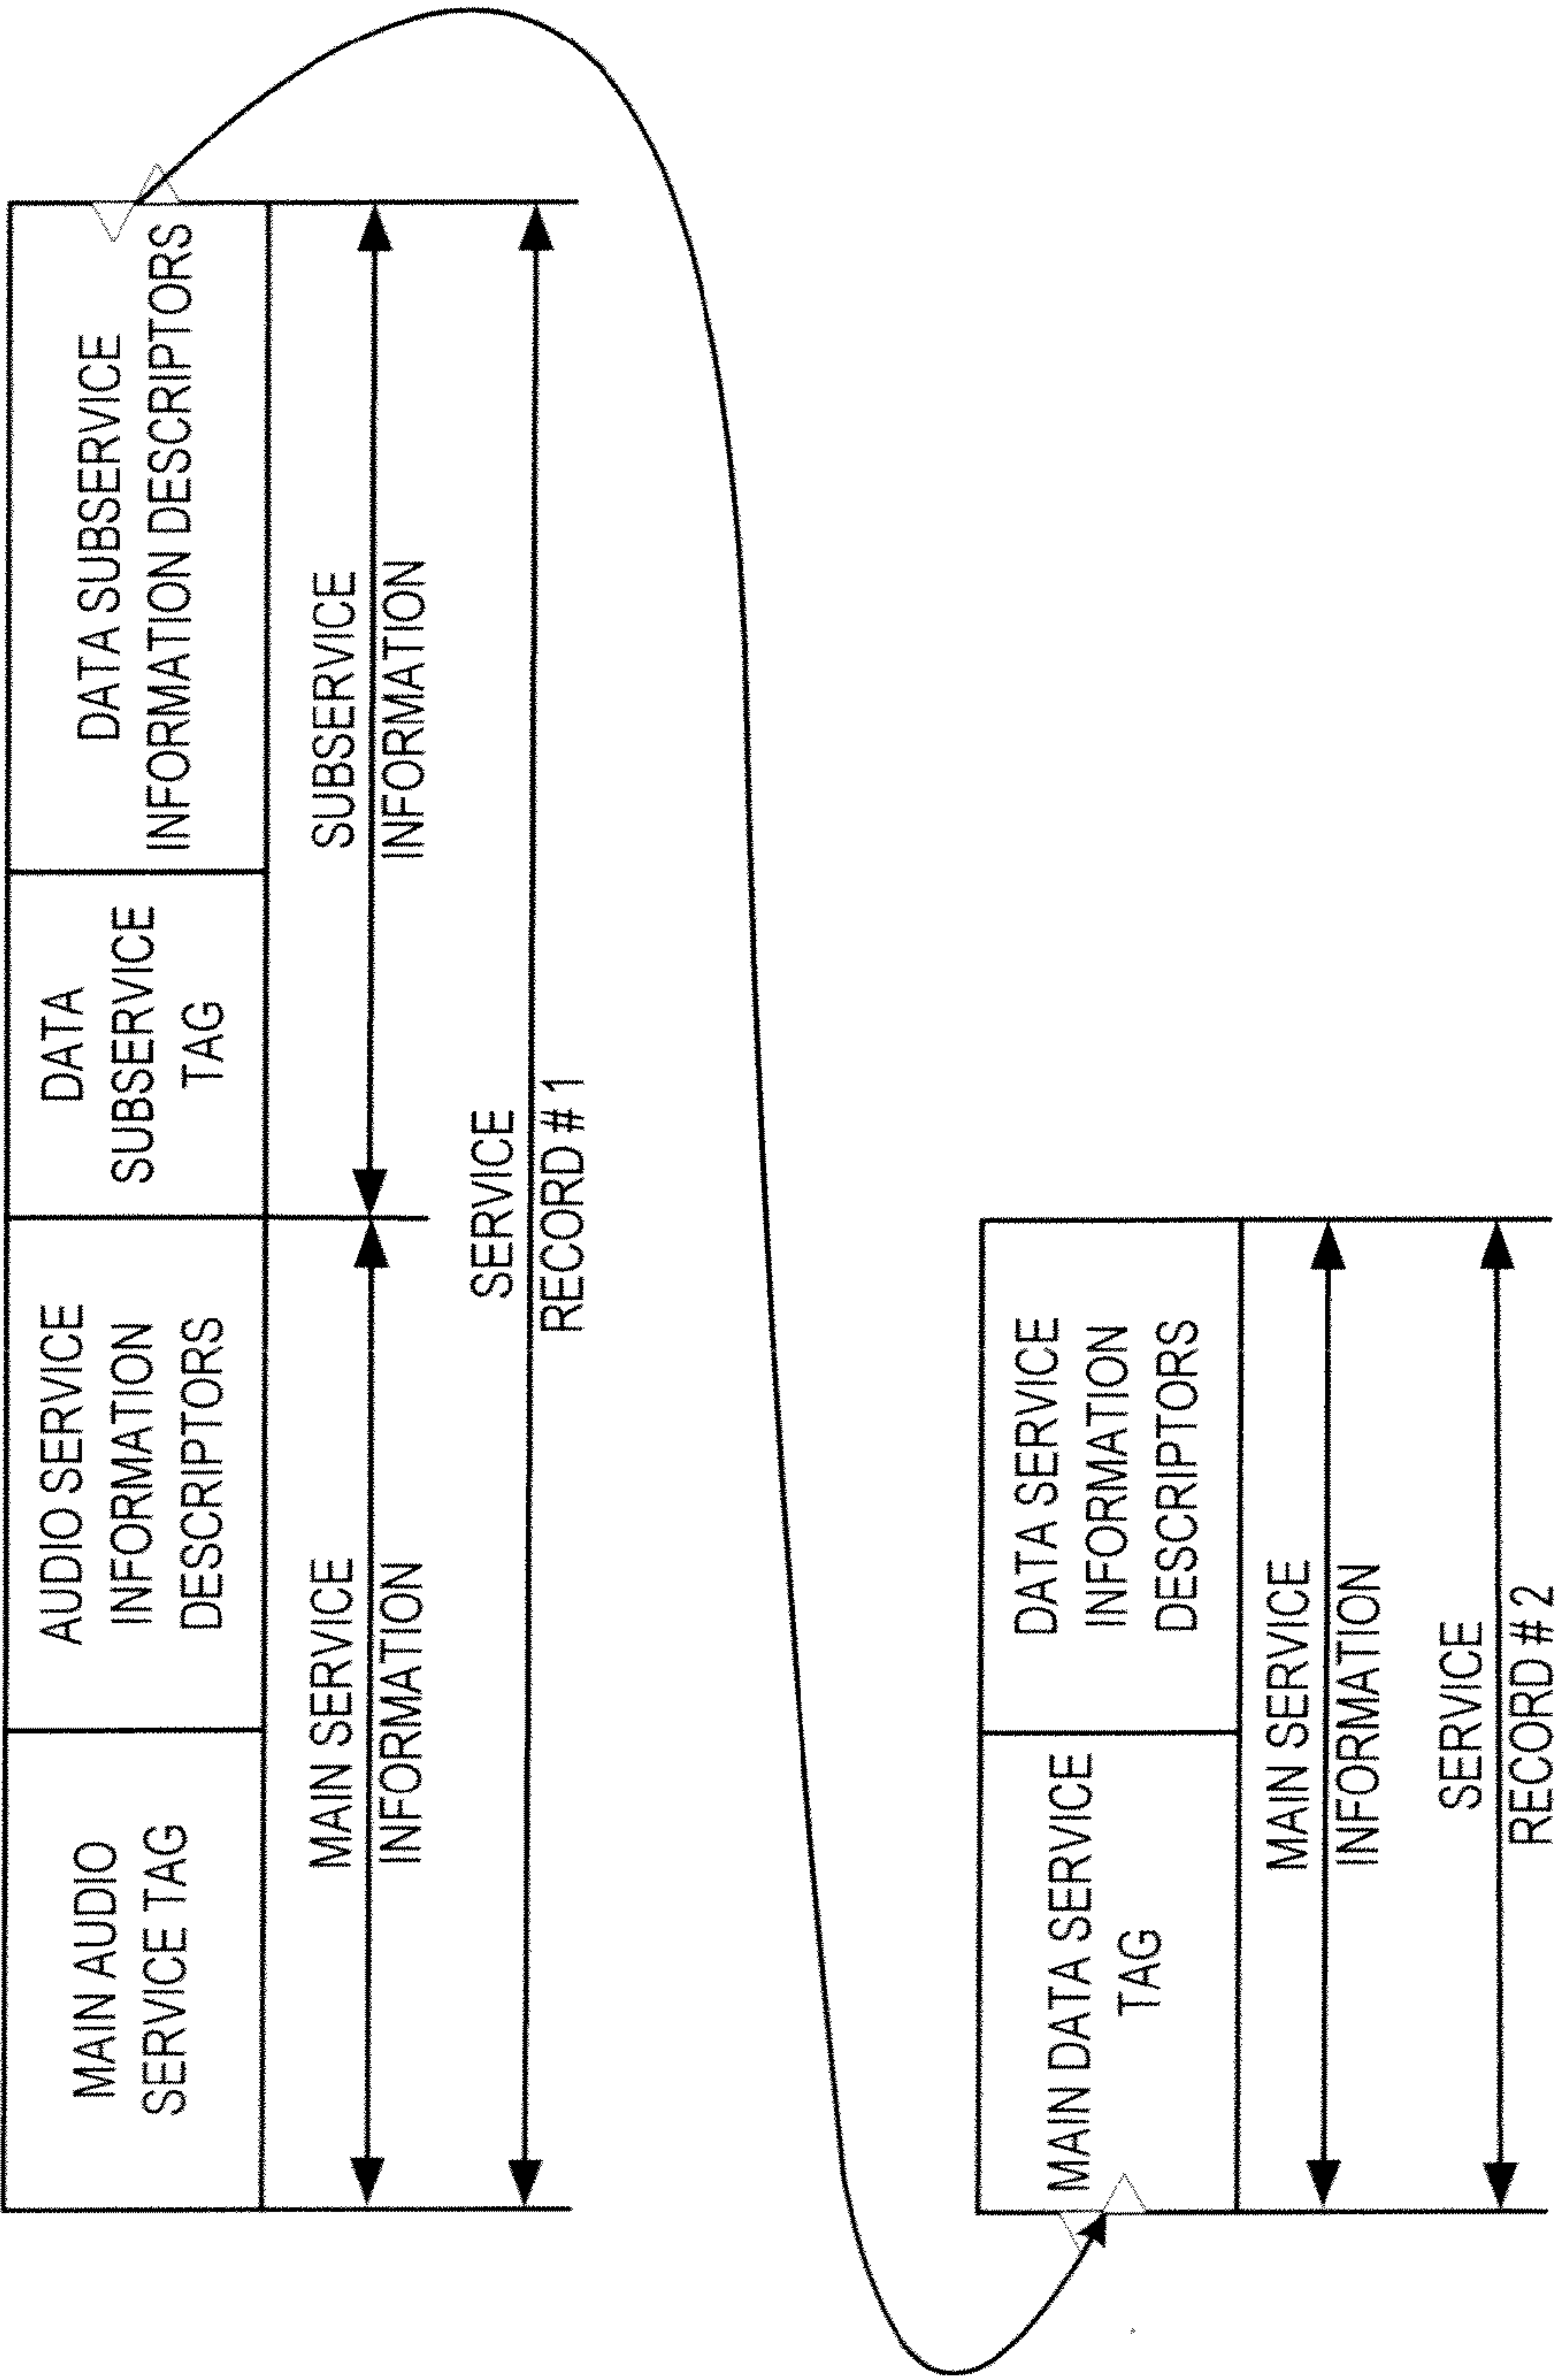 MAIN AUDIO
SERVICE TAG
AUDIO SERVICE
INFORMATION
DESCRIPTORS
DATA
SUBSERVICE
TAG
DATA SUBSERVICE
INFORMATION DESCRIPTORS
MAIN SERVICE
INFORMATION
SUBSERVICE
INFORMATION
SERVICE
RECORD # 1
MAIN DATA SERVICE
TAG
DATA SERVICE
INFORMATION
DESCRIPTORS
MAIN SERVICE
INFORMATION
SERVICE
RECORD # 2